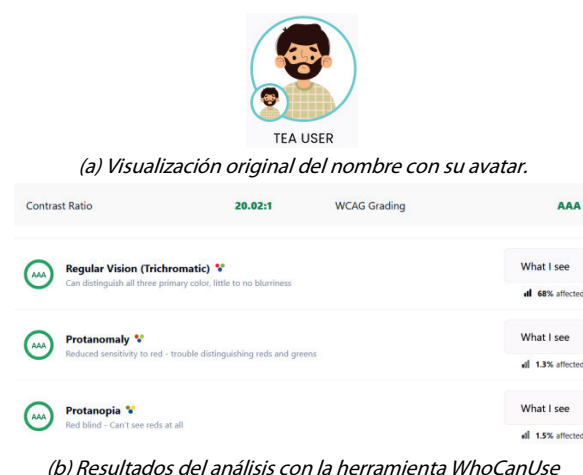 TEA USER
(a) Visualización original del nombre con su avatar.
Contrast Ratio 20.02:1 WCAG Grading AAA
AAA Regular Vision (Trichromatic) What I see
Can distinguish all three primary color, little to no blurriness
68% affected
AAA Protanomaly What I see
Reduced sensitivity to red - trouble distinguishing reds and greens
1.3% affected
AAA Protanopia What I see
Red blind - Can't see reds at all
1.5% affected
(b) Resultados del análisis con la herramienta WhoCanUse